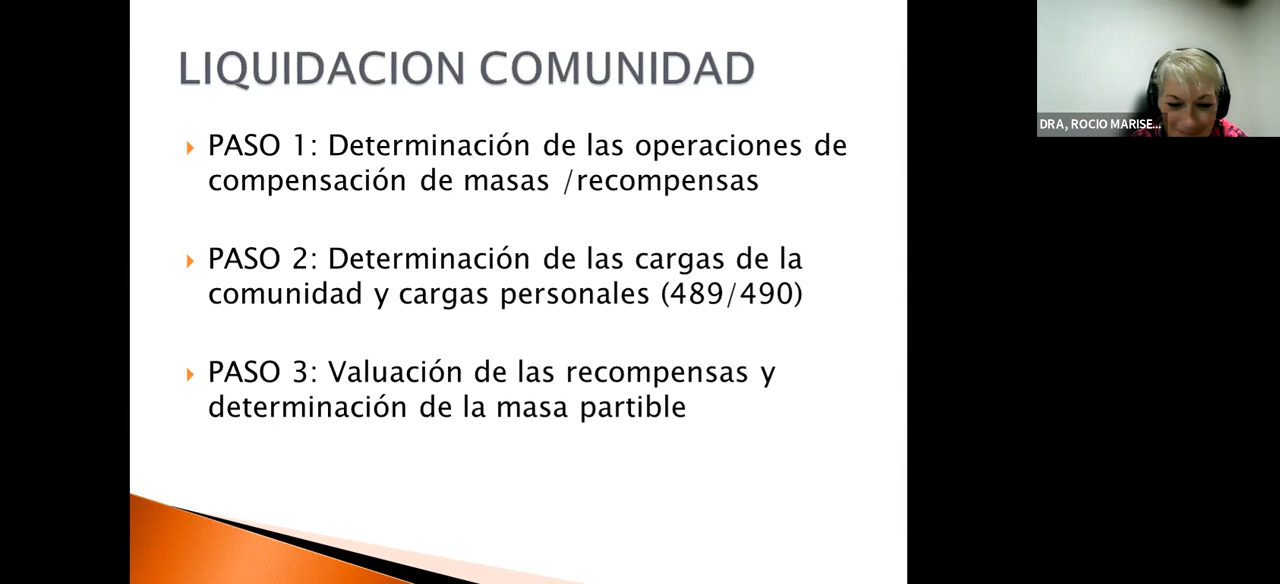 LIQUIDACION COMUNIDAD
PASO 1: Determinación de las operaciones de
compensación de masas /recompensas
PASO 2: Determinación de las cargas de la
comunidad y cargas personales (489/490)
PASO 3: Valuación de las recompensas y
determinación de la masa partible
DRA, ROCIO MARISE...